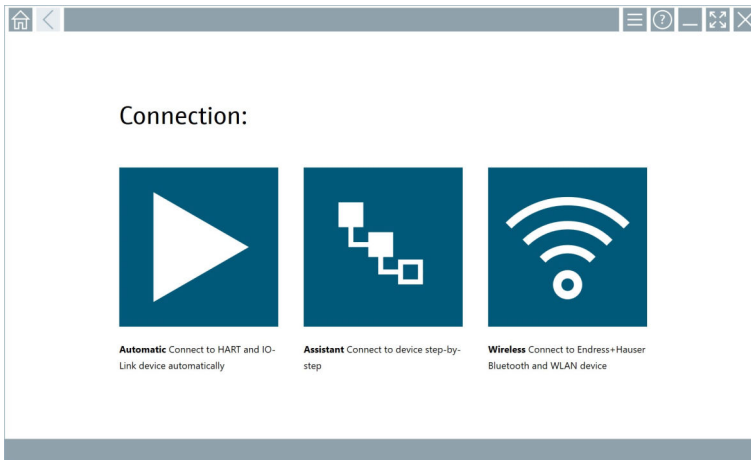 ?
Connection:
Automatic Connect to HART and IO-
Link device automatically
Assistant Connect to device step-by-
step
Wireless Connect to Endress+Hauser
Bluetooth and WLAN device